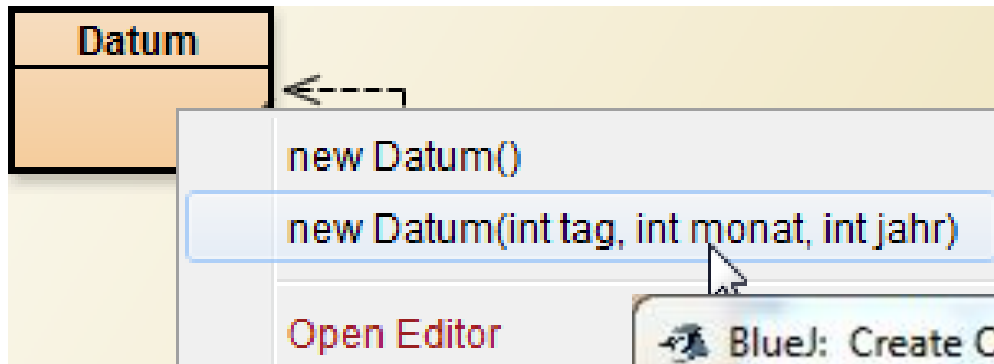 Datum
new Datum()
new Datum(int tag, int monat, int jahr)
Open Editor
BlueJ: Create